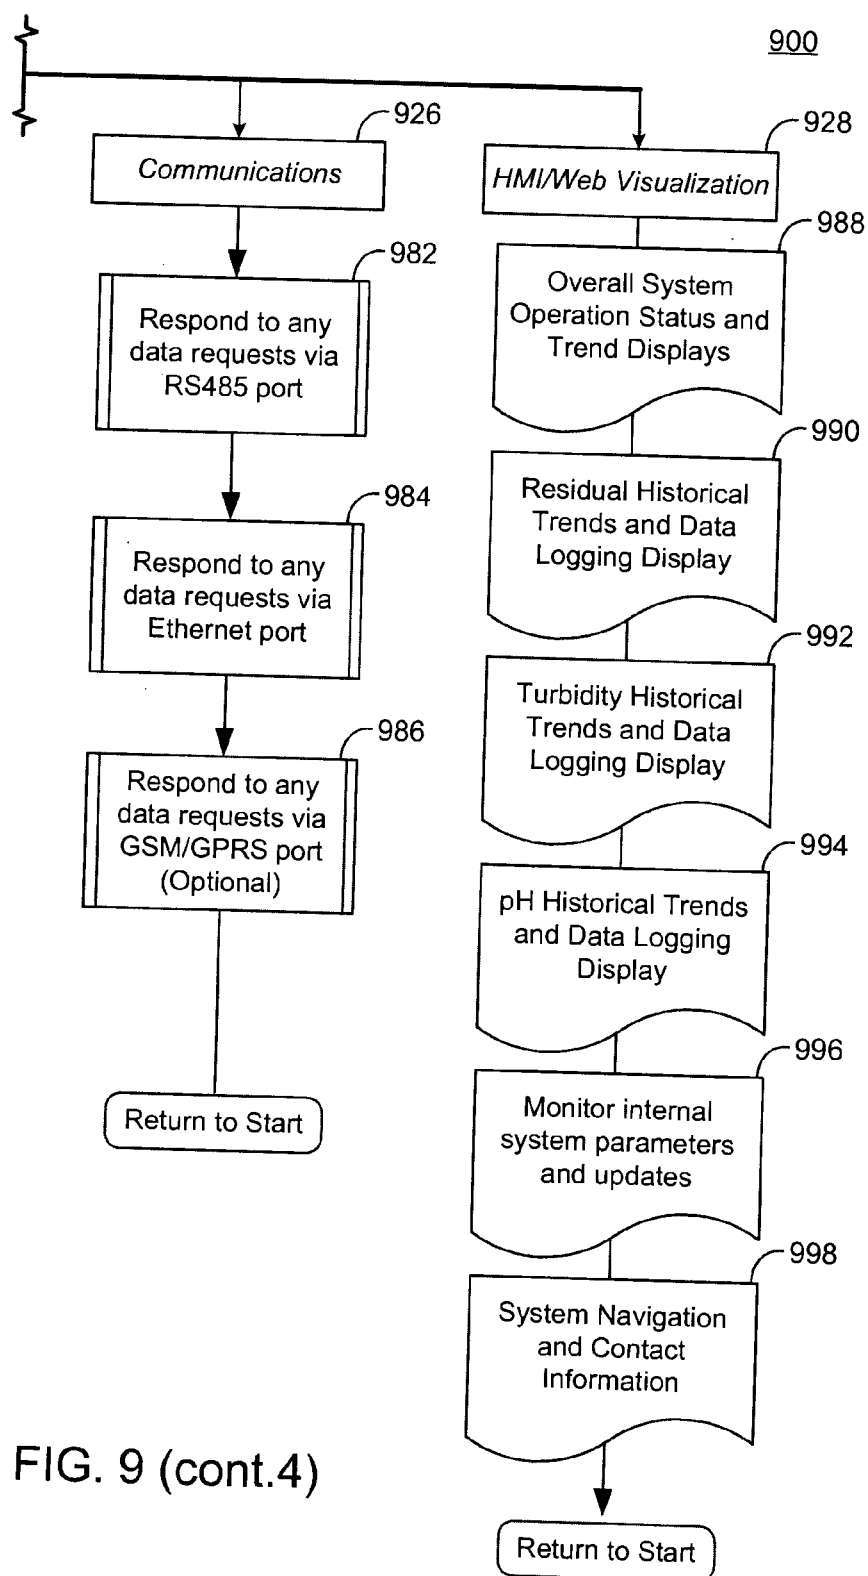 900
926
Communications
928
HMI/Web Visualization
982
Respond to any
data requests via
RS485 port
984
Respond to any
data requests via
Ethernet port
986
Respond to any
data requests via
GSM/GPRS port
(Optional)
Return to Start
988
Overall System
Operation Status and
Trend Displays
990
Residual Historical
Trends and Data
Logging Display
992
Turbidity Historical
Trends and Data
Logging Display
994
pH Historical Trends
and Data Logging
Display
996
Monitor internal
system parameters
and updates
998
System Navigation
and Contact
Information
Return to Start
FIG. 9 (cont.4)